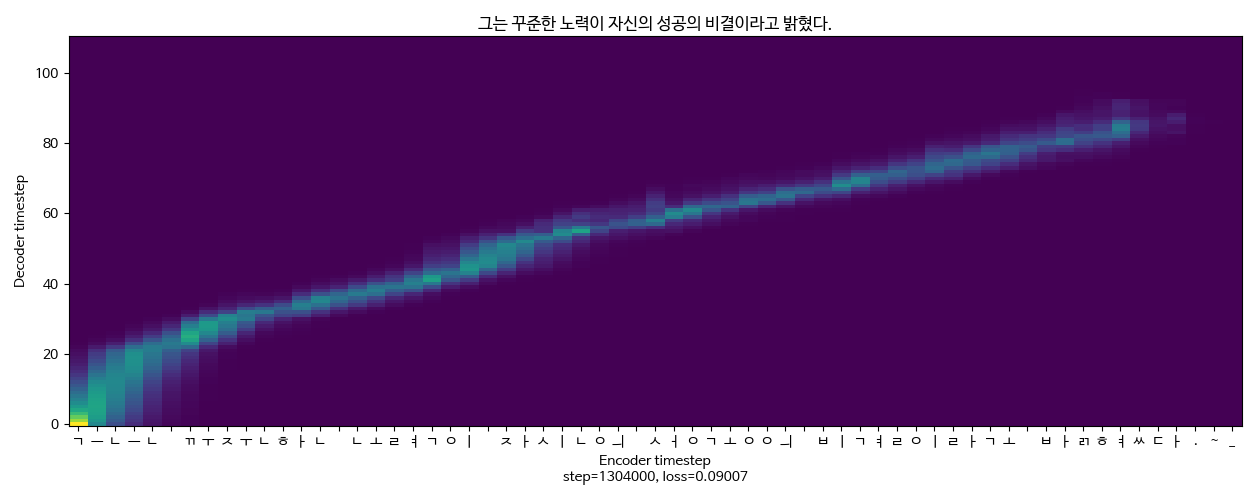 그는 꾸준한 노력이 자신의 성공의 비결이라고 밝혔다.
100
80
60
40
20
0
Decoder timestep
ㄱ ㅡ ㄴ ㅡ ㄴ ㄲ ㅜ ㅈ ㅜ ㄴ ㅎ ㅏ ㄴ ㄴ ㅗ ㄹ ㅕ ㄱ ㅇ ㅣ ㅈ ㅏ ㅅ ㅣ ㄴ ㅇ ㅢ ㅅ ㅓ ㅇ ㄱ ㅗ ㅇ ㅇ ㅢ ㅂ ㅣ ㄱ ㅕ ㄹ ㅇ ㅣ ㄹ ㅏ ㄱ ㅗ ㅂ ㅏ ㄺ ㅎ ㅕ ㅆ ㄷ ㅏ . ~ _
Encoder timestep
step=1304000, loss=0.09007